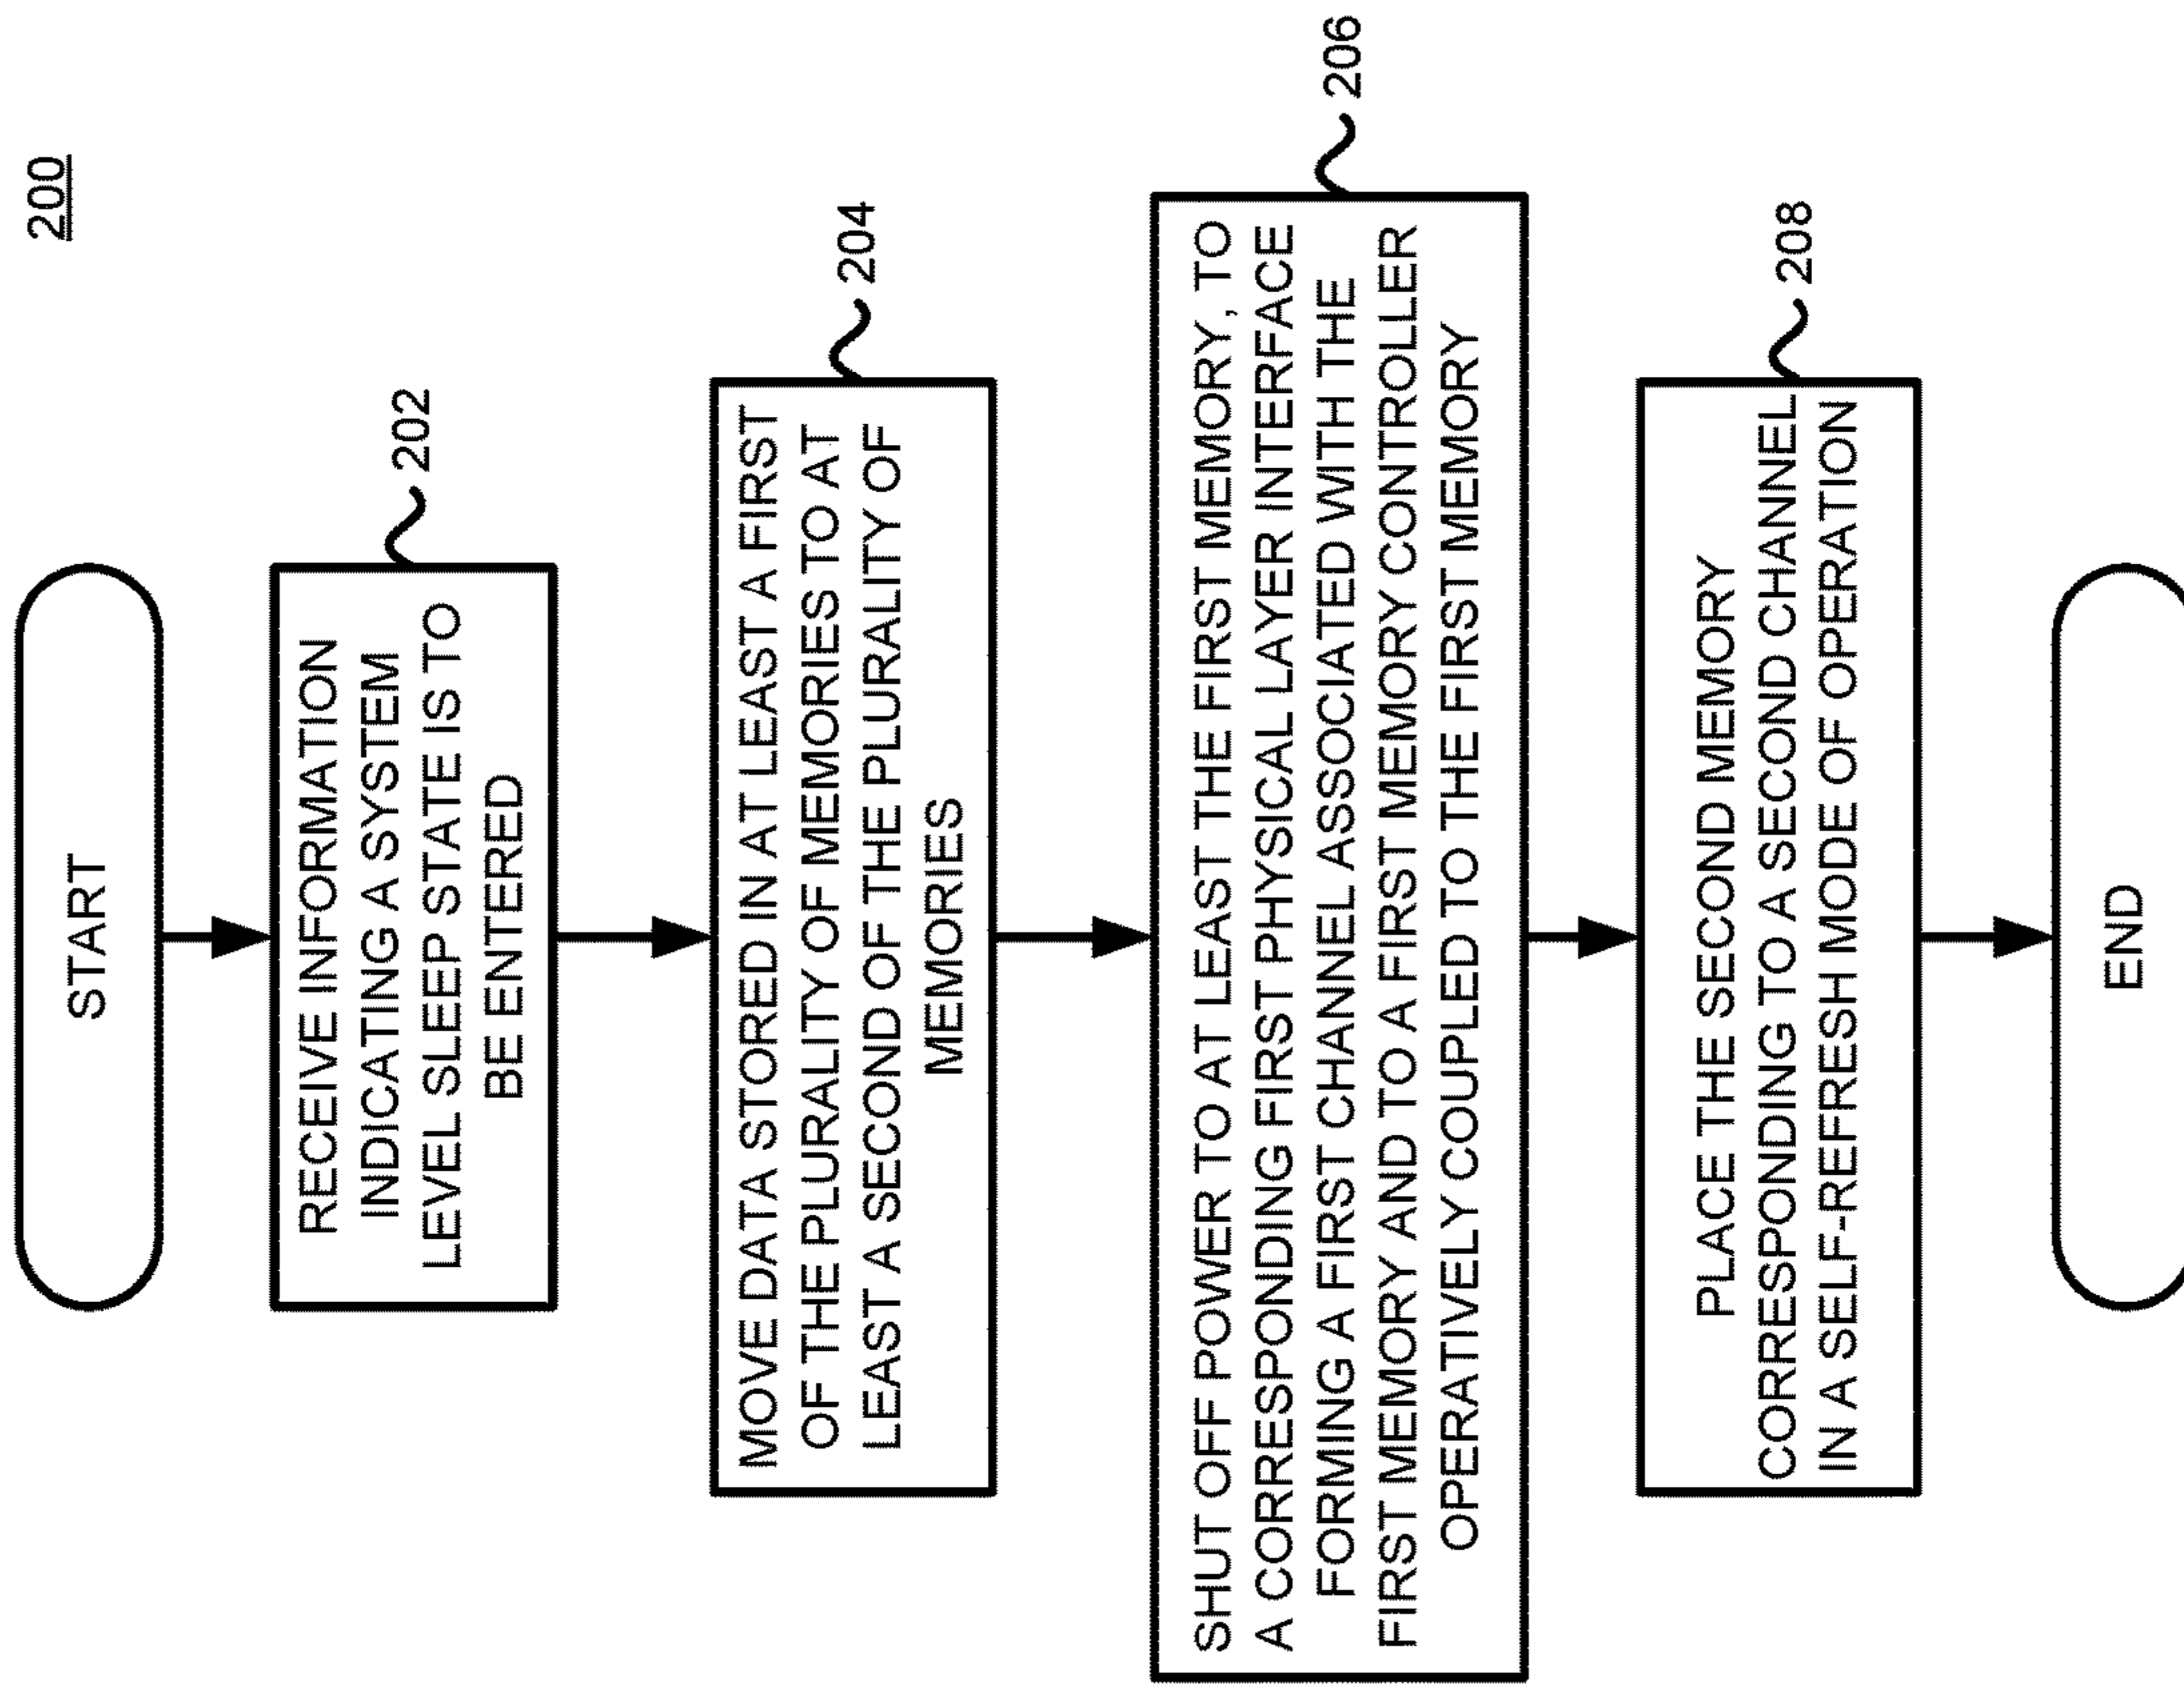 200
START
RECEIVE INFORMATION
INDICATING A SYSTEM
LEVEL SLEEP STATE IS TO
BE ENTERED
202
MOVE DATA STORED IN AT LEAST A FIRST
OF THE PLURALITY OF MEMORIES TO AT
LEAST A SECOND OF THE PLURALITY OF
MEMORIES
204
SHUT OFF POWER TO AT LEAST THE FIRST MEMORY, TO
A CORRESPONDING FIRST PHYSICAL LAYER INTERFACE
FORMING A FIRST CHANNEL ASSOCIATED WITH THE
FIRST MEMORY AND TO A FIRST MEMORY CONTROLLER
OPERATIVELY COUPLED TO THE FIRST MEMORY
206
PLACE THE SECOND MEMORY
CORRESPONDING TO A SECOND CHANNEL
IN A SELF-REFRESH MODE OF OPERATION
208
END